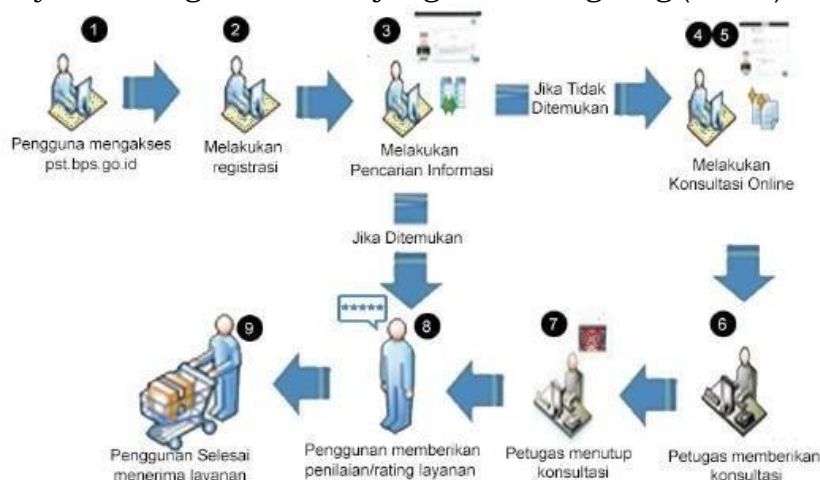 1
Pengguna mengakses
pst.bps.go.id
2
Melakukan
registrasi
3
Melakukan
Pencarian Informasi
Jika Tidak
Ditemukan
4 5
Melakukan
Konsultasi Online
Jika Ditemukan
6
Petugas memberikan
konsultasi
7
Petugas menutup
konsultasi
*****
8
Penggunan memberikan
penilaian/rating layanan
9
Penggunan Selesai
menerima layanan